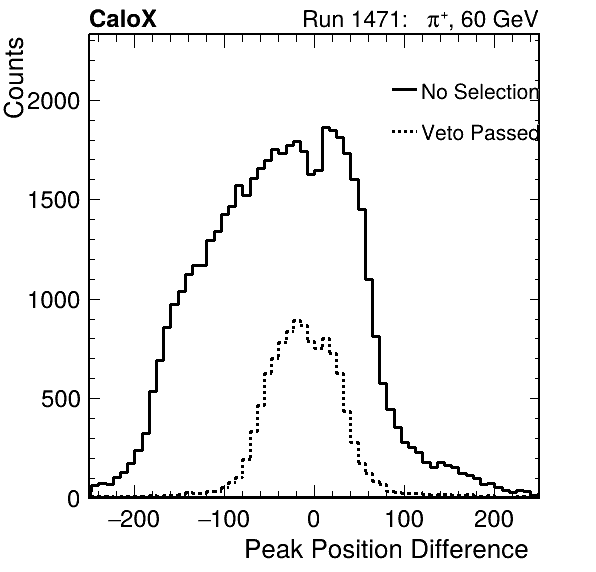 CaloX Run 1471: π⁺, 60 GeV
Counts
2000
1500
1000
500
0
No Selection
Veto Passed
−200 −100 0 100 200
Peak Position Difference